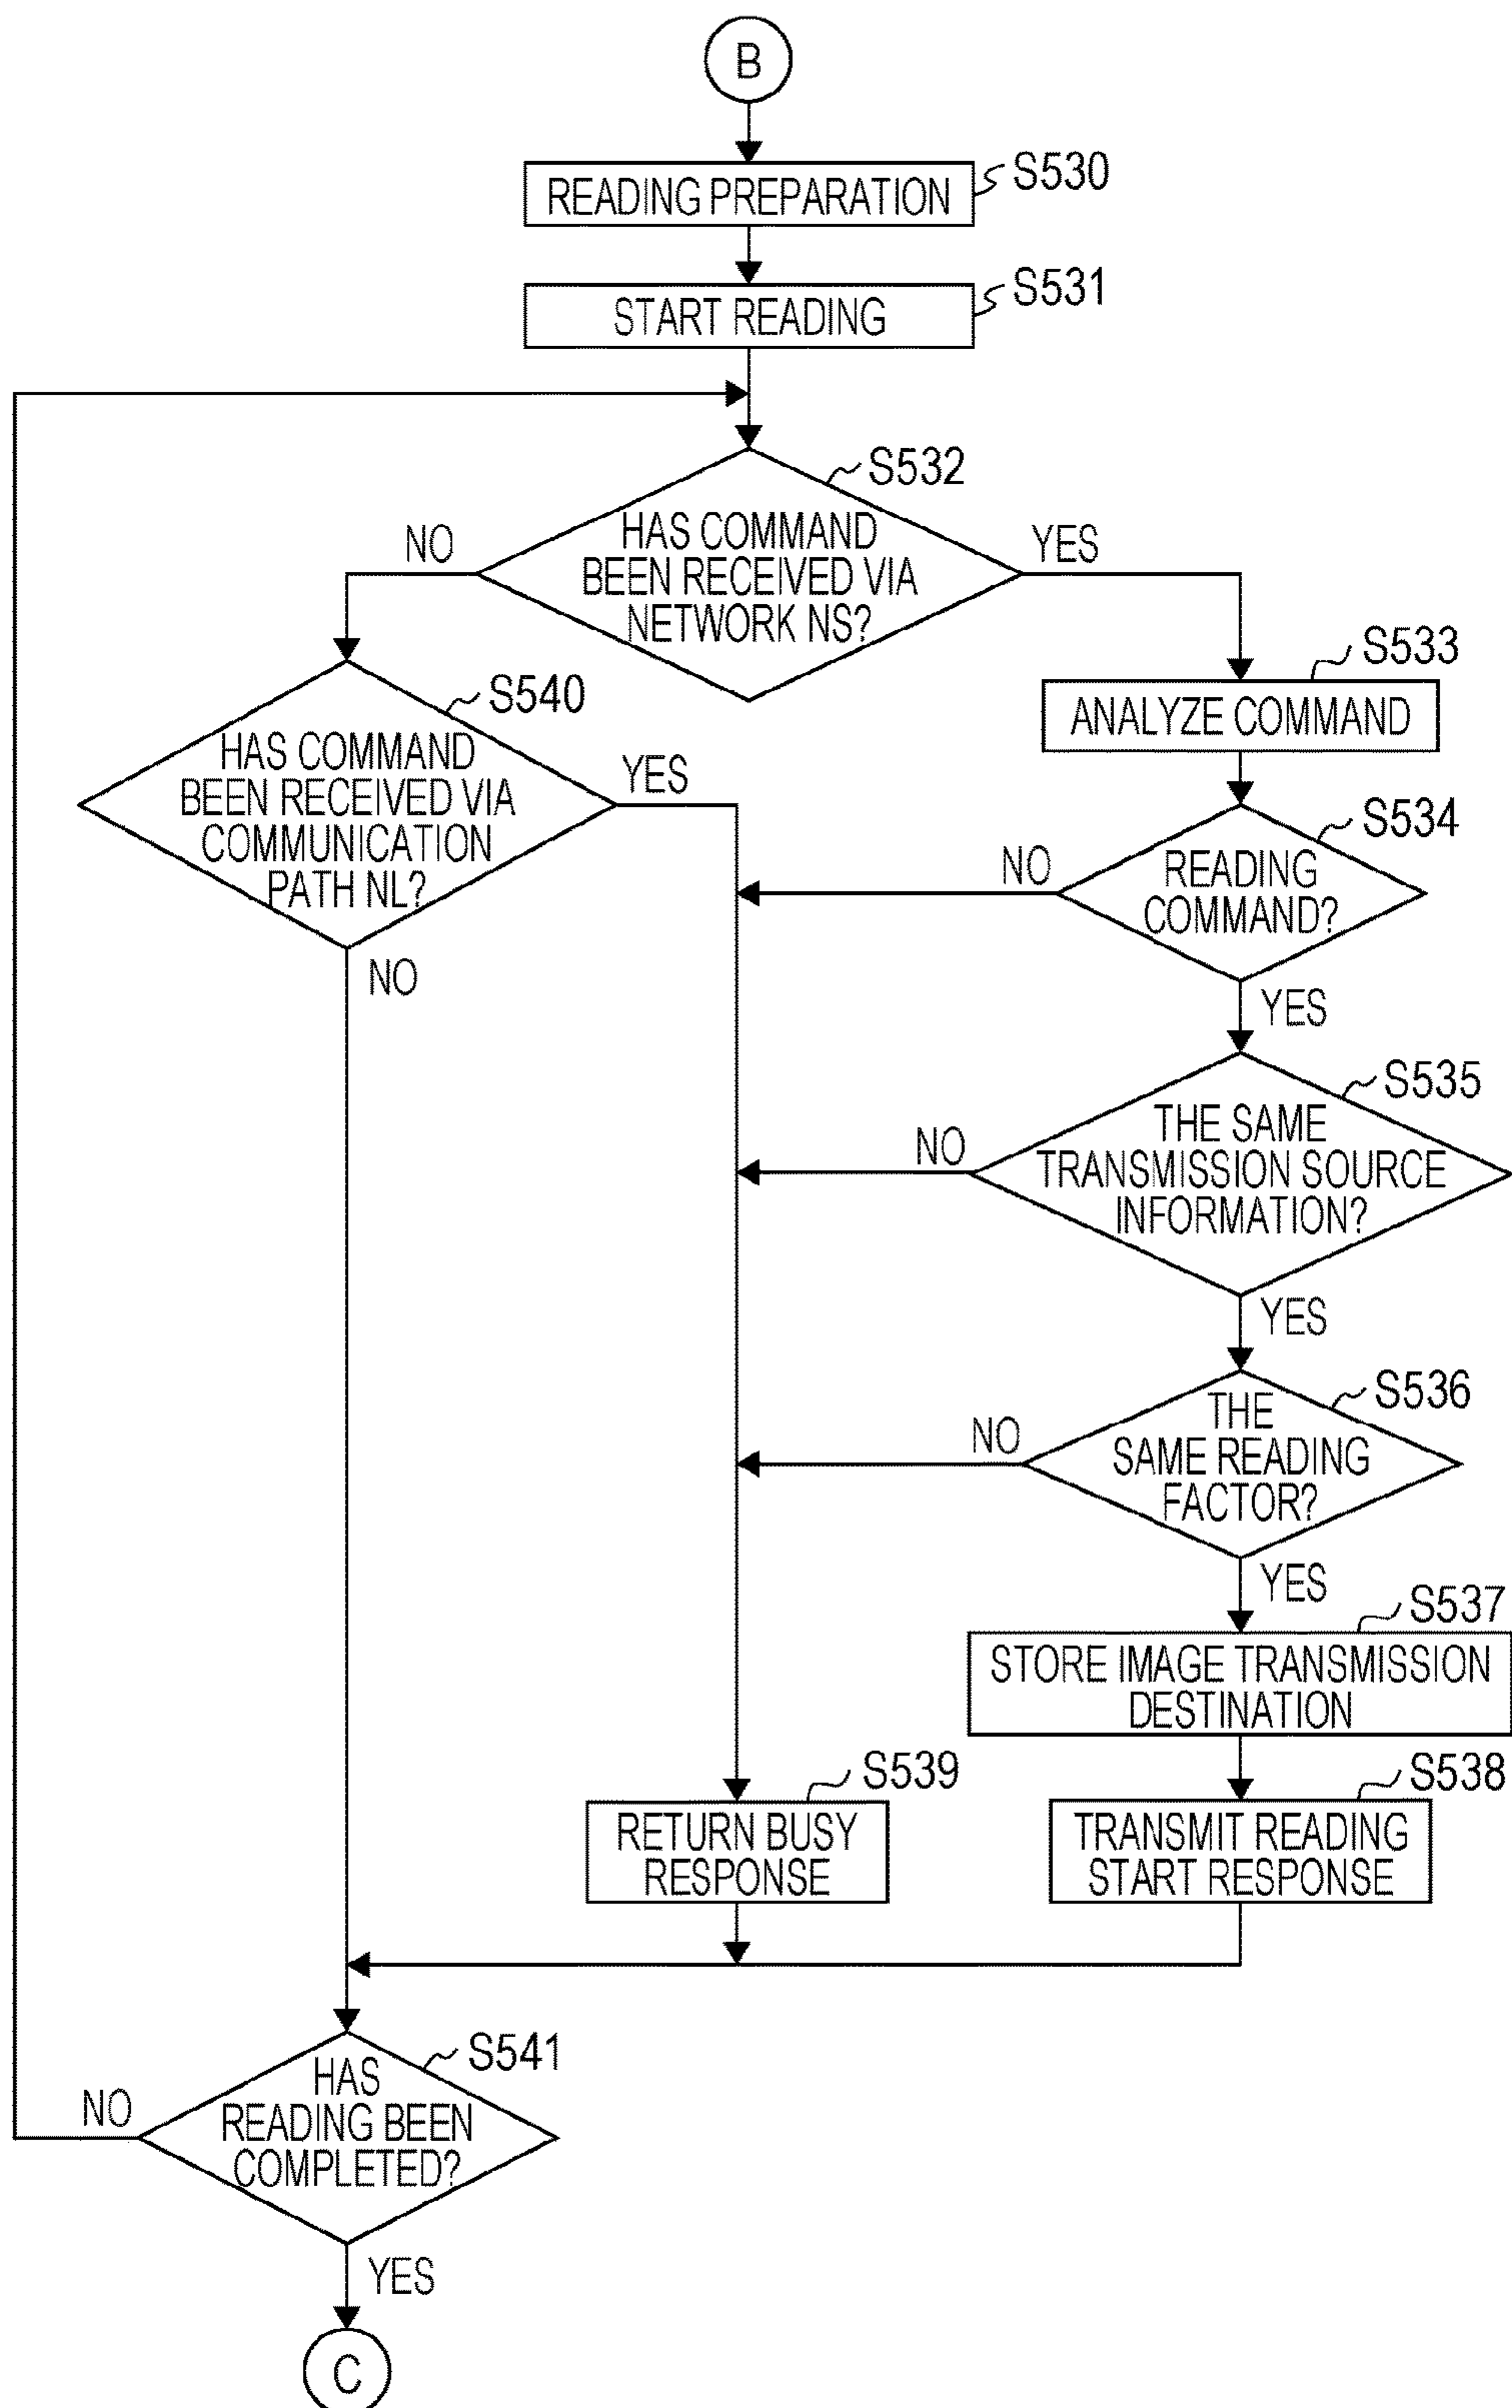 B
READING PREPARATION
S530
START READING
S531
S532
HAS COMMAND
BEEN RECEIVED VIA
NETWORK NS?
NO
YES
S533
ANALYZE COMMAND
S540
HAS COMMAND
BEEN RECEIVED VIA
COMMUNICATION
PATH NL?
YES
NO
S534
READING
COMMAND?
NO
YES
S535
THE SAME
TRANSMISSION SOURCE
INFORMATION?
NO
YES
S536
THE
SAME READING
FACTOR?
NO
YES
S537
STORE IMAGE TRANSMISSION
DESTINATION
S539
RETURN BUSY
RESPONSE
S538
TRANSMIT READING
START RESPONSE
S541
HAS
READING BEEN
COMPLETED?
NO
YES
C